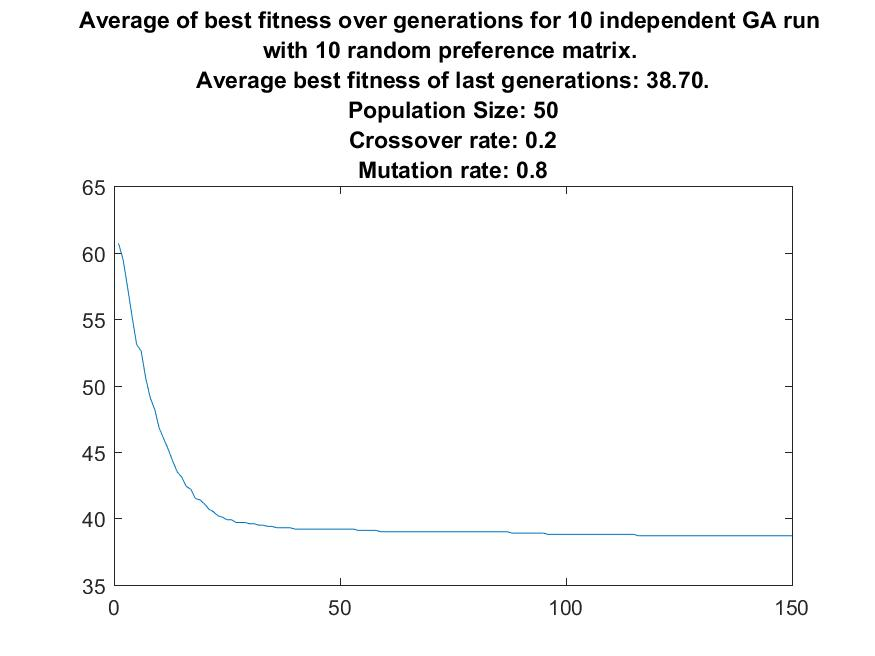 Average of best fitness over generations for 10 independent GA run
with 10 random preference matrix.
Average best fitness of last generations: 38.70.
Population Size: 50
Crossover rate: 0.2
Mutation rate: 0.8
65
60
55
50
45
40
35
0 50 100 150